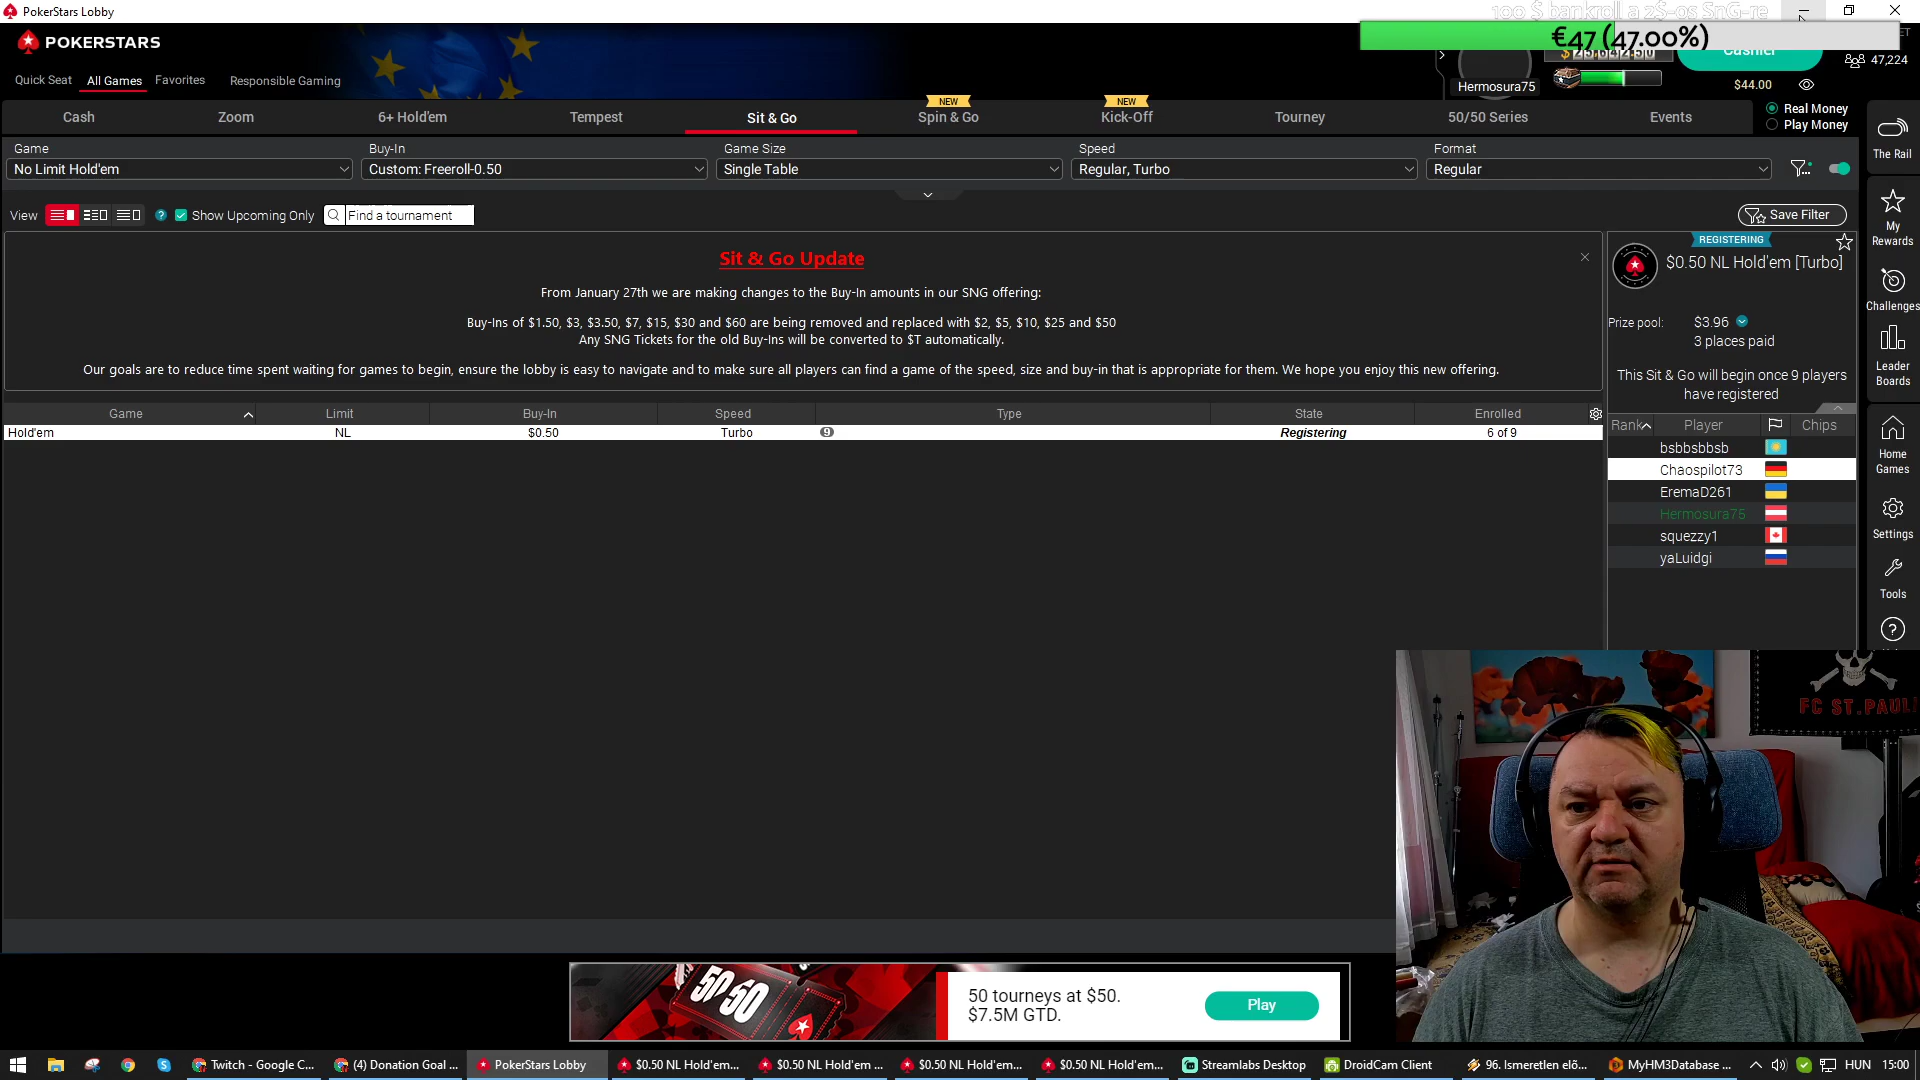 PokerStars Lobby
100 $ bankroll a 2$-os SnG-re
POKERSTARS
€47 (47.00%)
Cashier
47,224
Quick Seat
All Games
Favorites
Responsible Gaming
Hermosura75
$44.00
Cash
Zoom
6+ Hold'em
Tempest
Sit & Go
NEW
Spin & Go
NEW
Kick-Off
Tourney
50/50 Series
Events
Real Money
Play Money
Game
No Limit Hold'em
Buy-In
Custom: Freeroll-0.50
Game Size
Single Table
Speed
Regular, Turbo
Format
Regular
View
?
Show Upcoming Only
Find a tournament
Save Filter
Sit & Go Update
From January 27th we are making changes to the Buy-In amounts in our SNG offering:
Buy-Ins of $1.50, $3, $3.50, $7, $15, $30 and $60 are being removed and replaced with $2, $5, $10, $25 and $50
Any SNG Tickets for the old Buy-Ins will be converted to $T automatically.
Our goals are to reduce time spent waiting for games to begin, ensure the lobby is easy to navigate and to make sure all players can find a game of the speed, size and buy-in that is appropriate for them. We hope you enjoy this new offering.
Game Limit Buy-In Speed Type State Enrolled
Hold'em NL $0.50 Turbo 9 Registering 6 of 9
REGISTERING
$0.50 NL Hold'em [Turbo]
Prize pool: $3.96
3 places paid
This Sit & Go will begin once 9 players
have registered
Rank Player Chips
bsbbsbbsb
Chaospilot73
EremaD261
Hermosura75
squezzy1
yaLuidgi
The Rail
My
Rewards
Challenges
Leader
Boards
Home
Games
Settings
Tools
?
FC ST.PAULI
50/50
50 tourneys at $50.
$7.5M GTD.
Play
Twitch - Google C...
(4) Donation Goal ...
PokerStars Lobby
$0.50 NL Hold'em...
$0.50 NL Hold'em ...
$0.50 NL Hold'em...
$0.50 NL Hold'em...
Streamlabs Desktop
DroidCam Client
96. Ismeretlen elő...
MyHM3Database ...
HUN
15:00